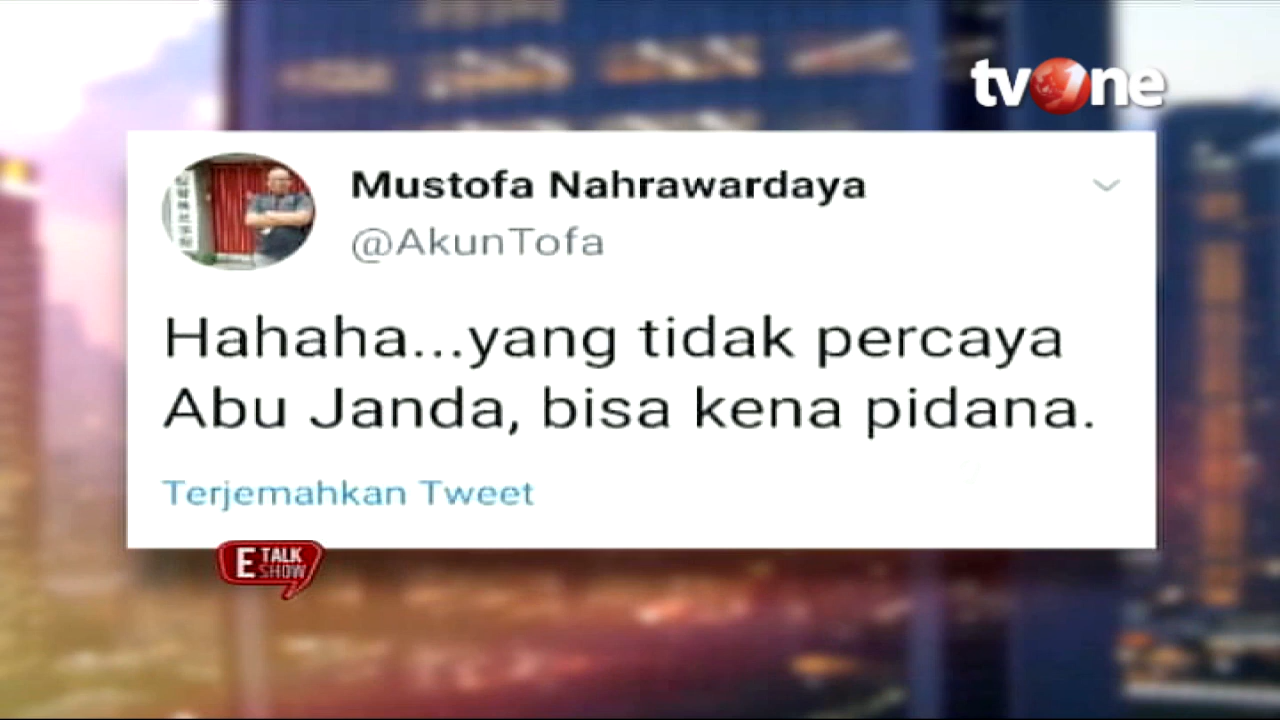 tvOne
Mustofa Nahrawardaya
@AkunTofa
Hahaha...yang tidak percaya
Abu Janda, bisa kena pidana.
Terjemahkan Tweet
E TALK
SHOW